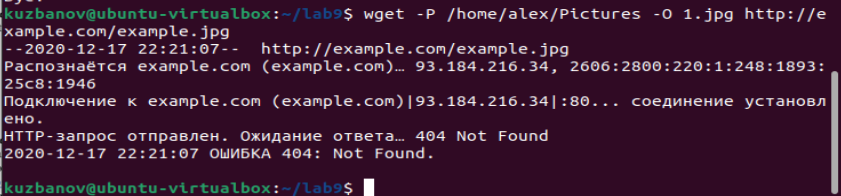 kuzbanov@ubuntu-virtualbox:~/lab9$ wget -P /home/alex/Pictures -O 1.jpg http://e
xample.com/example.jpg
--2020-12-17 22:21:07--  http://example.com/example.jpg
Распознаётся example.com (example.com)… 93.184.216.34, 2606:2800:220:1:248:1893:
25c8:1946
Подключение к example.com (example.com)|93.184.216.34|:80... соединение установл
ено.
HTTP-запрос отправлен. Ожидание ответа… 404 Not Found
2020-12-17 22:21:07 ОШИБКА 404: Not Found.
kuzbanov@ubuntu-virtualbox:~/lab9$